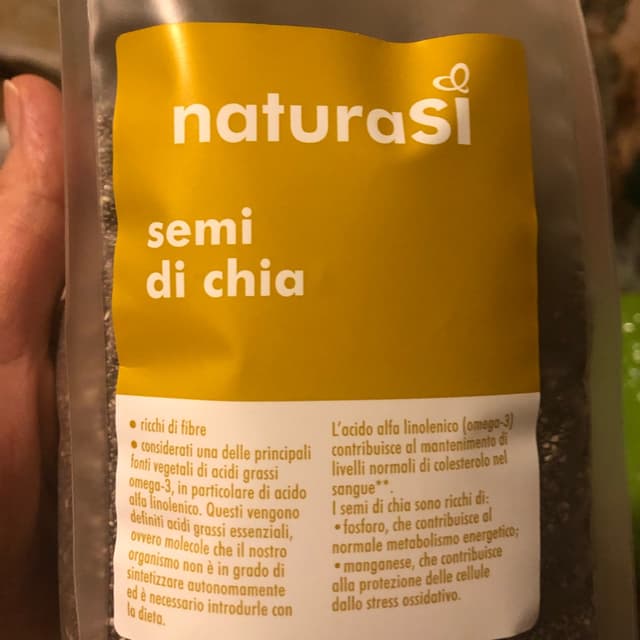 naturasì
semi
di chia
• ricchi di fibre
• considerati una delle principali
fonti vegetali di acidi grassi
omega-3, in particolare di acido
alfa linolenico. Questi vengono
definiti acidi grassi essenziali,
ovvero molecole che il nostro
organismo non è in grado di
sintetizzare autonomamente
ed è necessario introdurle con
la dieta.
L'acido alfa linolenico (omega-3)
contribuisce al mantenimento di
livelli normali di colesterolo nel
sangue**.
I semi di chia sono ricchi di:
• fosforo, che contribuisce al
normale metabolismo energetico;
• manganese, che contribuisce
alla protezione delle cellule
dallo stress ossidativo.